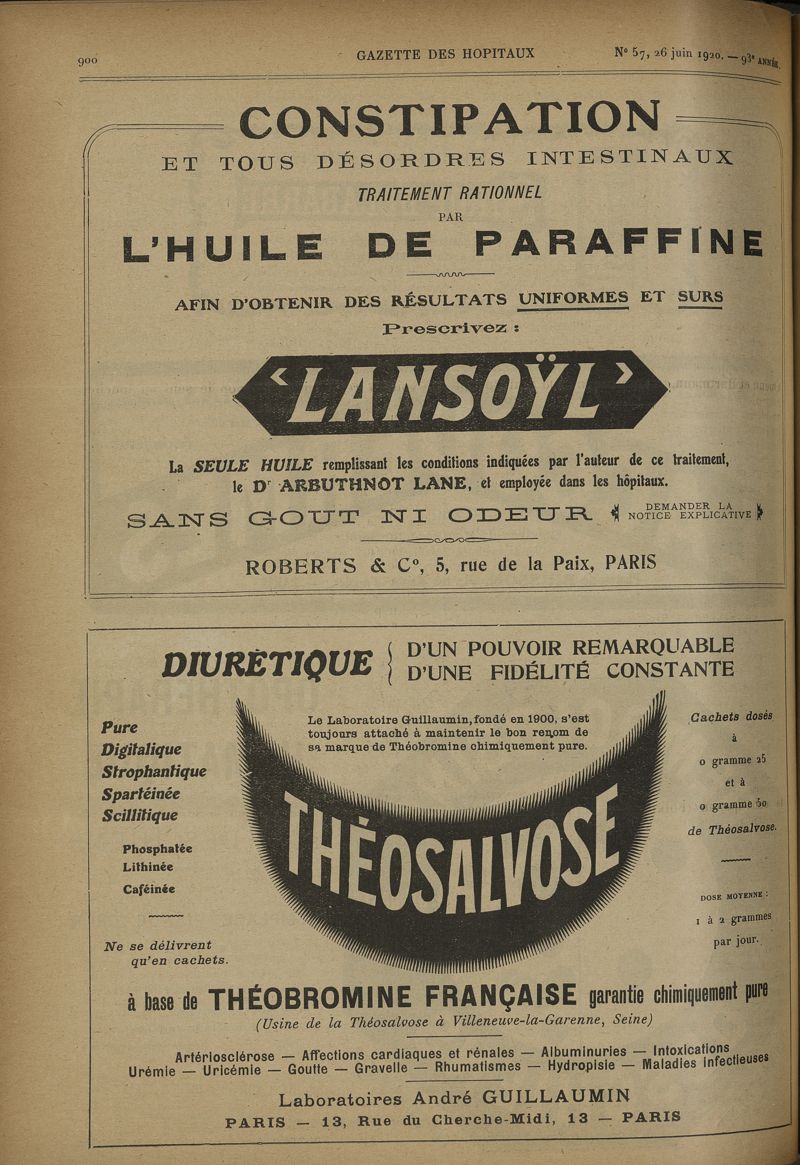 900
GAZETTE DES HOPITAUX
N° 57, 26 juin 1920. — 93e ANNÉE.
CONSTIPATION
ET TOUS DÉSORDRES INTESTINAUX
TRAITEMENT RATIONNEL
PAR
L'HUILE DE PARAFFINE
AFIN D'OBTENIR DES RÉSULTATS UNIFORMES ET SURS
Prescrivez :
‹LANSOŸL›
La SEULE HUILE remplissant les conditions indiquées par l'auteur de ce traitement,
le Dr ARBUTHNOT LANE, et employée dans les hôpitaux.
SANS GOUT NI ODEUR
DEMANDER LA
NOTICE EXPLICATIVE
ROBERTS & Co, 5, rue de la Paix, PARIS
DIURÉTIQUE
D'UN POUVOIR REMARQUABLE
D'UNE FIDÉLITÉ CONSTANTE
Pure
Digitalique
Strophantique
Spartéinée
Scillitique
Phosphatée
Lithinée
Caféinée
Ne se délivrent
qu'en cachets.
Le Laboratoire Guillaumin, fondé en 1900, s'est
toujours attaché à maintenir le bon renom de
sa marque de Théobromine chimiquement pure.
THÉOSALVOSE
Cachets dosés
à
0 gramme 25
et à
0 gramme 50
de Théosalvose.
DOSE MOYENNE :
1 à 2 grammes
par jour.
à base de THÉOBROMINE FRANÇAISE garantie chimiquement pure
(Usine de la Théosalvose à Villeneuve-la-Garenne, Seine)
Artériosclérose — Affections cardiaques et rénales — Albuminuries — Intoxications
Urémie — Uricémie — Goutte — Gravelle — Rhumatismes — Hydropisie — Maladies infectieuses
Laboratoires André GUILLAUMIN
PARIS — 13, Rue du Cherche-Midi, 13 — PARIS